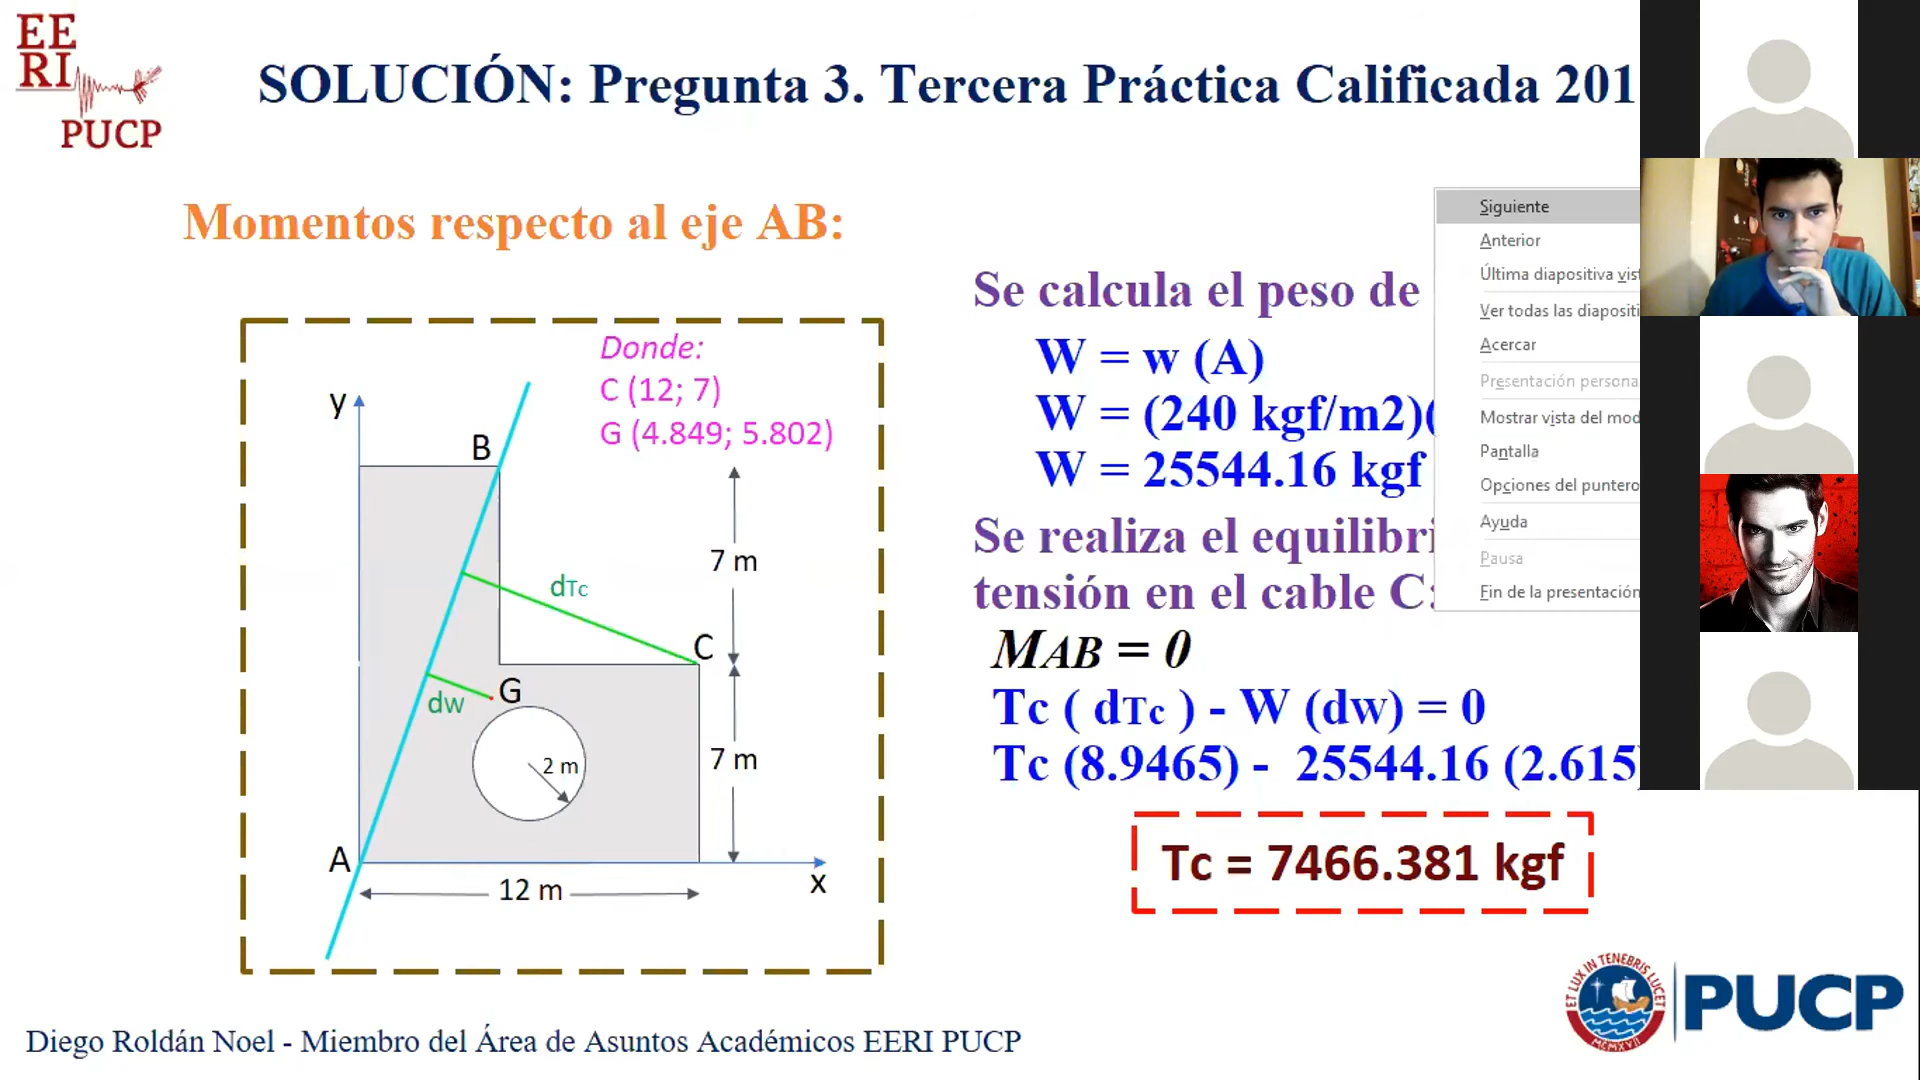 EE
RI
PUCP
SOLUCIÓN: Pregunta 3. Tercera Práctica Calificada 201
Momentos respecto al eje AB:
Donde:
C (12; 7)
G (4.849; 5.802)
y
B
7 m
dTc
C
G
dw
2 m
7 m
A
12 m
x
Se calcula el peso de
W = w (A)
W = (240 kgf/m2)(
W = 25544.16 kgf
Se realiza el equilibri
tensión en el cable C:
MAB = 0
Tc ( dTc ) - W (dw) = 0
Tc (8.9465) - 25544.16 (2.615
Tc = 7466.381 kgf
Siguiente
Anterior
Última diapositiva vist
Ver todas las diapositi
Acercar
Presentación persona
Mostrar vista del mod
Pantalla
Opciones del puntero
Ayuda
Pausa
Fin de la presentación
ET LUX IN TENEBRIS LUCET
MCMXVII
PUCP
Diego Roldán Noel - Miembro del Área de Asuntos Académicos EERI PUCP